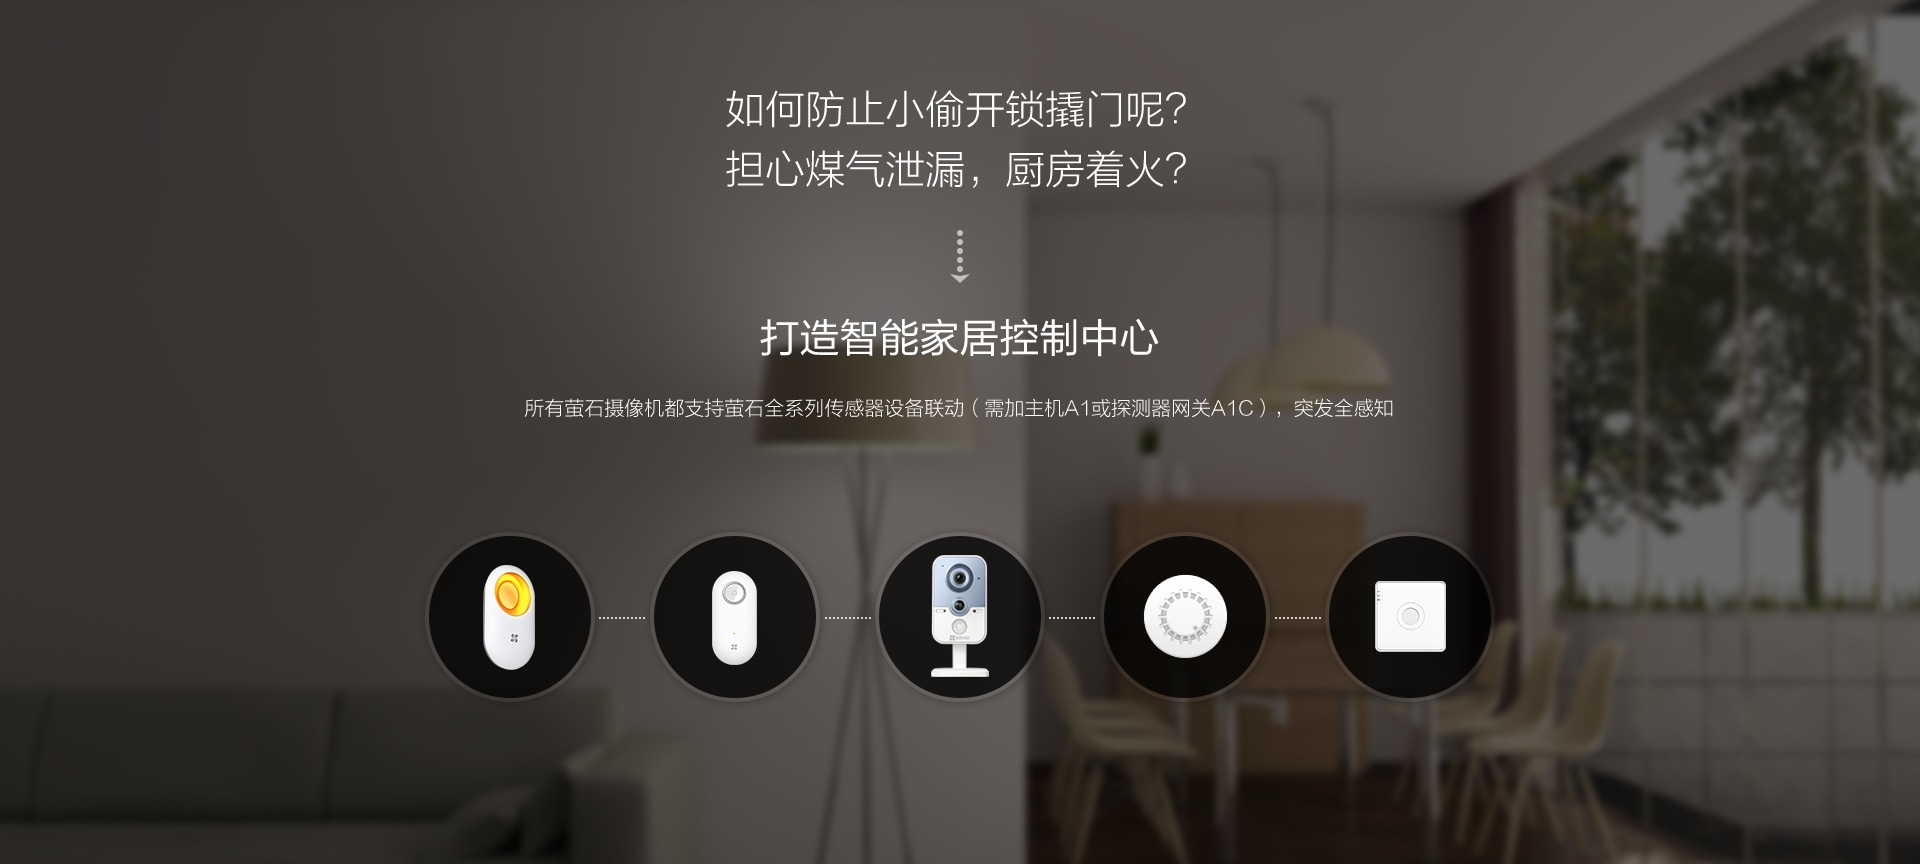 如何防止小偷开锁撬门呢？
担心煤气泄漏，厨房着火？
打造智能家居控制中心
所有萤石摄像机都支持萤石全系列传感器设备联动（需加主机A1或探测器网关A1C），突发全感知